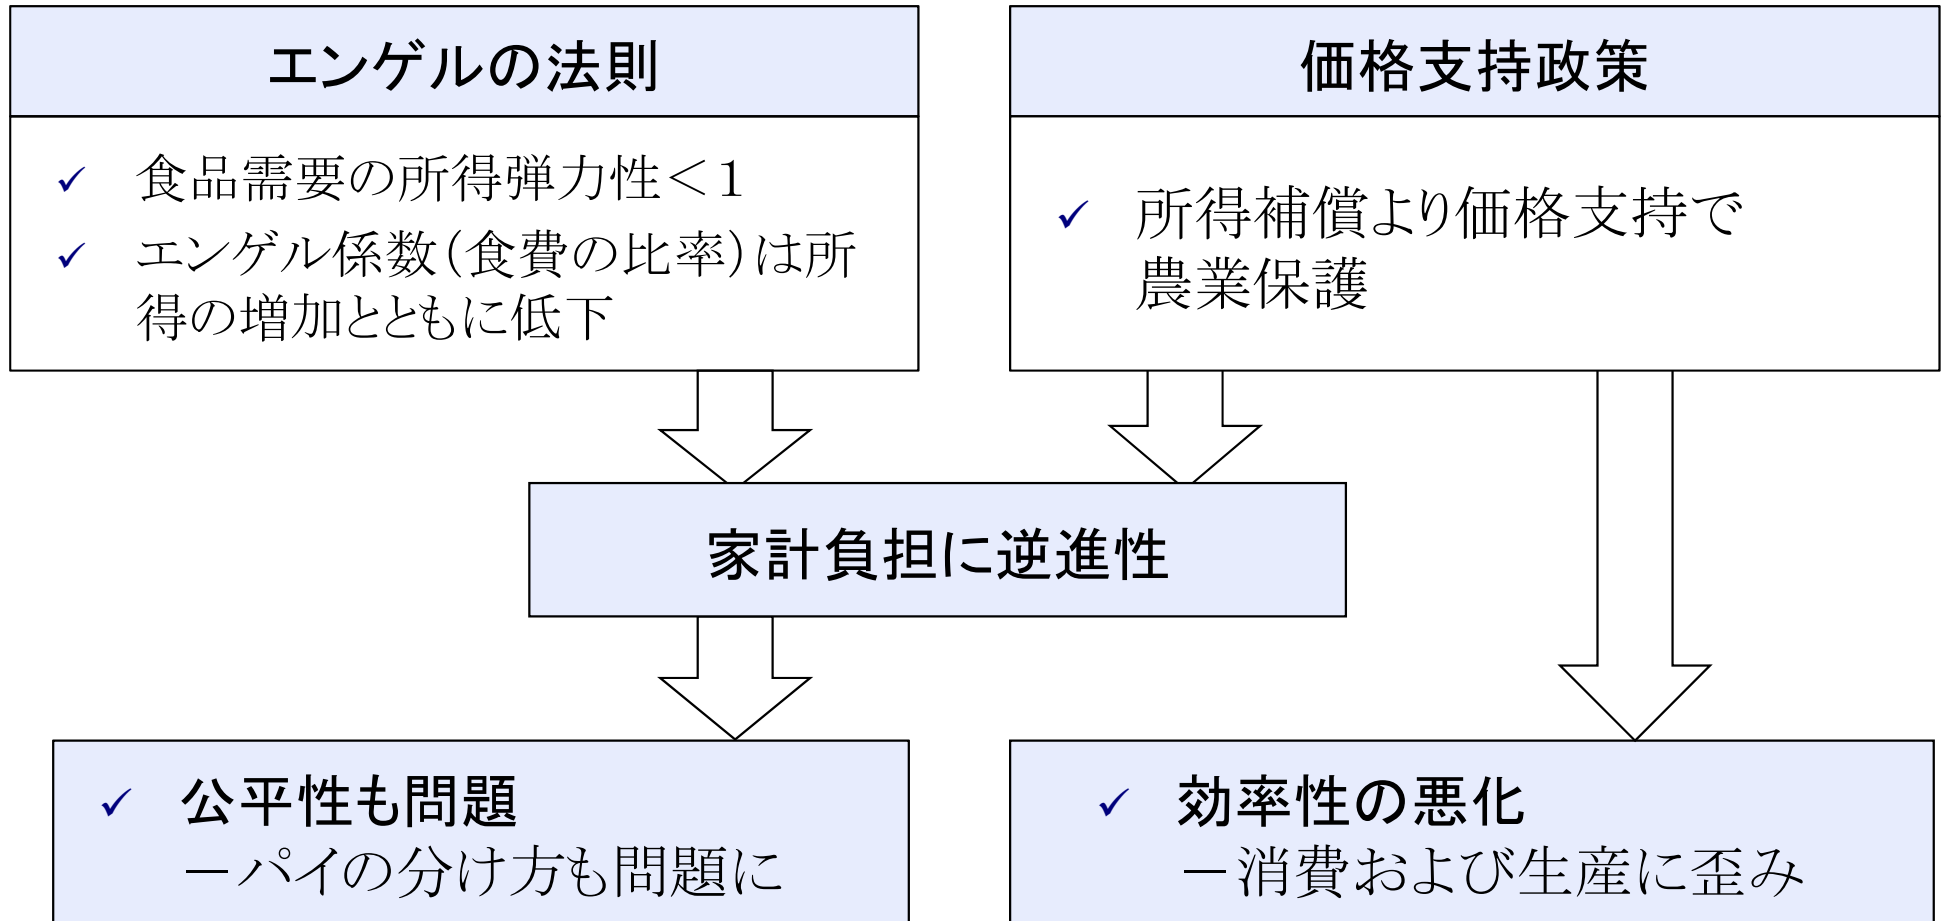 エンゲルの法則
✓ 食品需要の所得弾力性＜1
✓ エンゲル係数(食費の比率)は所
得の増加とともに低下
価格支持政策
✓ 所得補償より価格支持で
農業保護
家計負担に逆進性
✓ 公平性も問題
－パイの分け方も問題に
✓ 効率性の悪化
－消費および生産に歪み